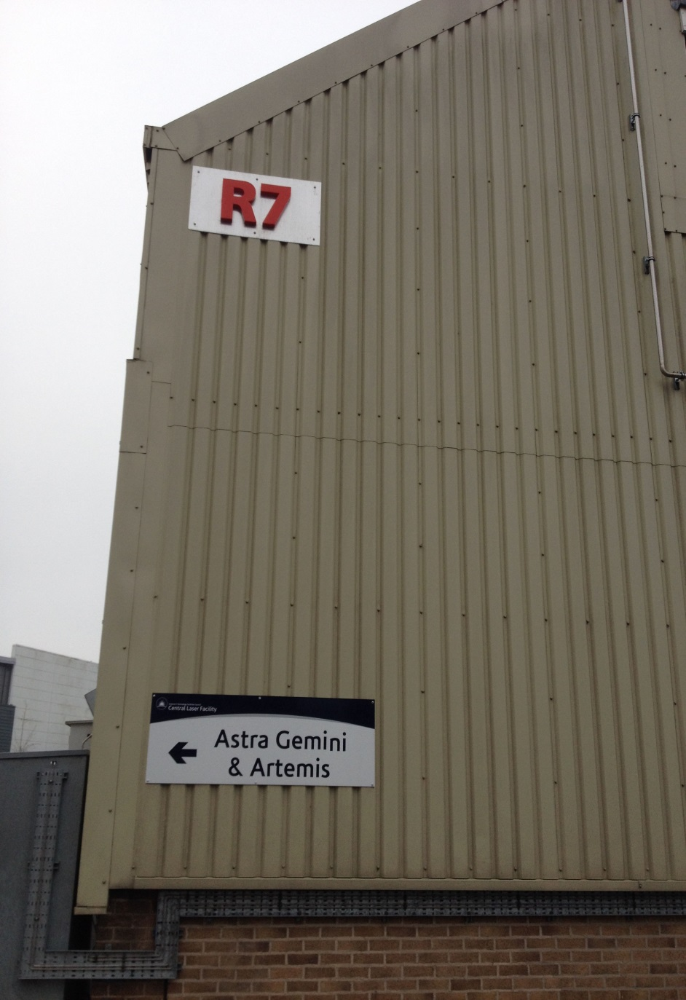 R7
Central Laser Facility
Astra Gemini
& Artemis